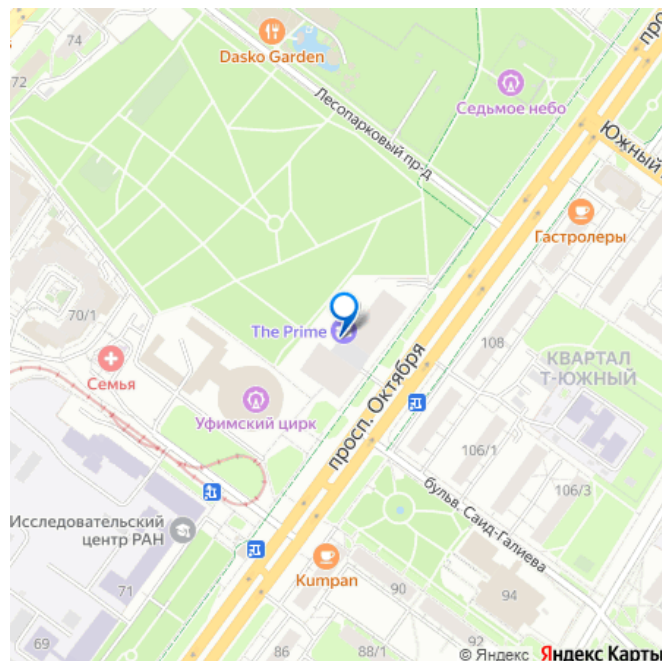 74
72
Dasko Garden
Седьмое небо
Лесопарковый пр-д
Южный
Гастролеры
70/1
The Prime
просп. Октября
108
КВАРТАЛ
Т-ЮЖНЫЙ
Семья
Уфимский цирк
106/1
106/3
бульв. Саид-Галиева
Исследовательский
центр РАН
Kumpan
71
69
90
94
92
86
88/1
© Яндекс Яндекс Карты